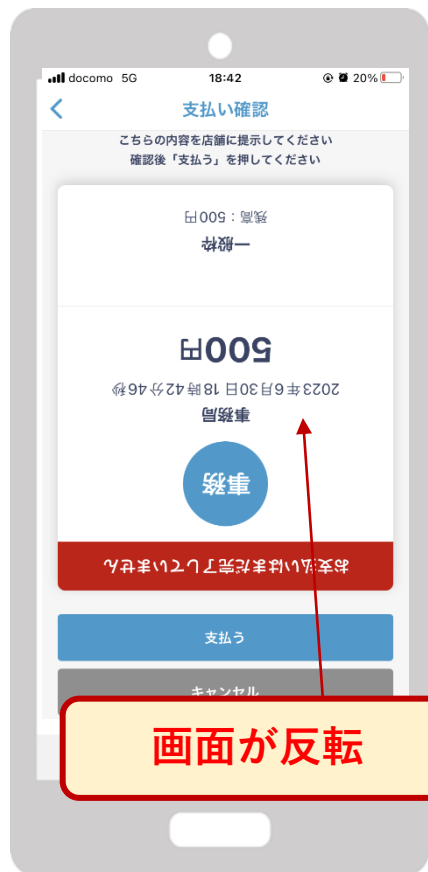 docomo 5G 18:42 20%
支払い確認
こちらの内容を店舗に提示してください
確認後「支払う」を押してください
残高：500円
一般枠
500円
2023年6月30日 18時42分46秒
事務局
事務
お支払いはまだ完了していません
支払う
キャンセル
画面が反転